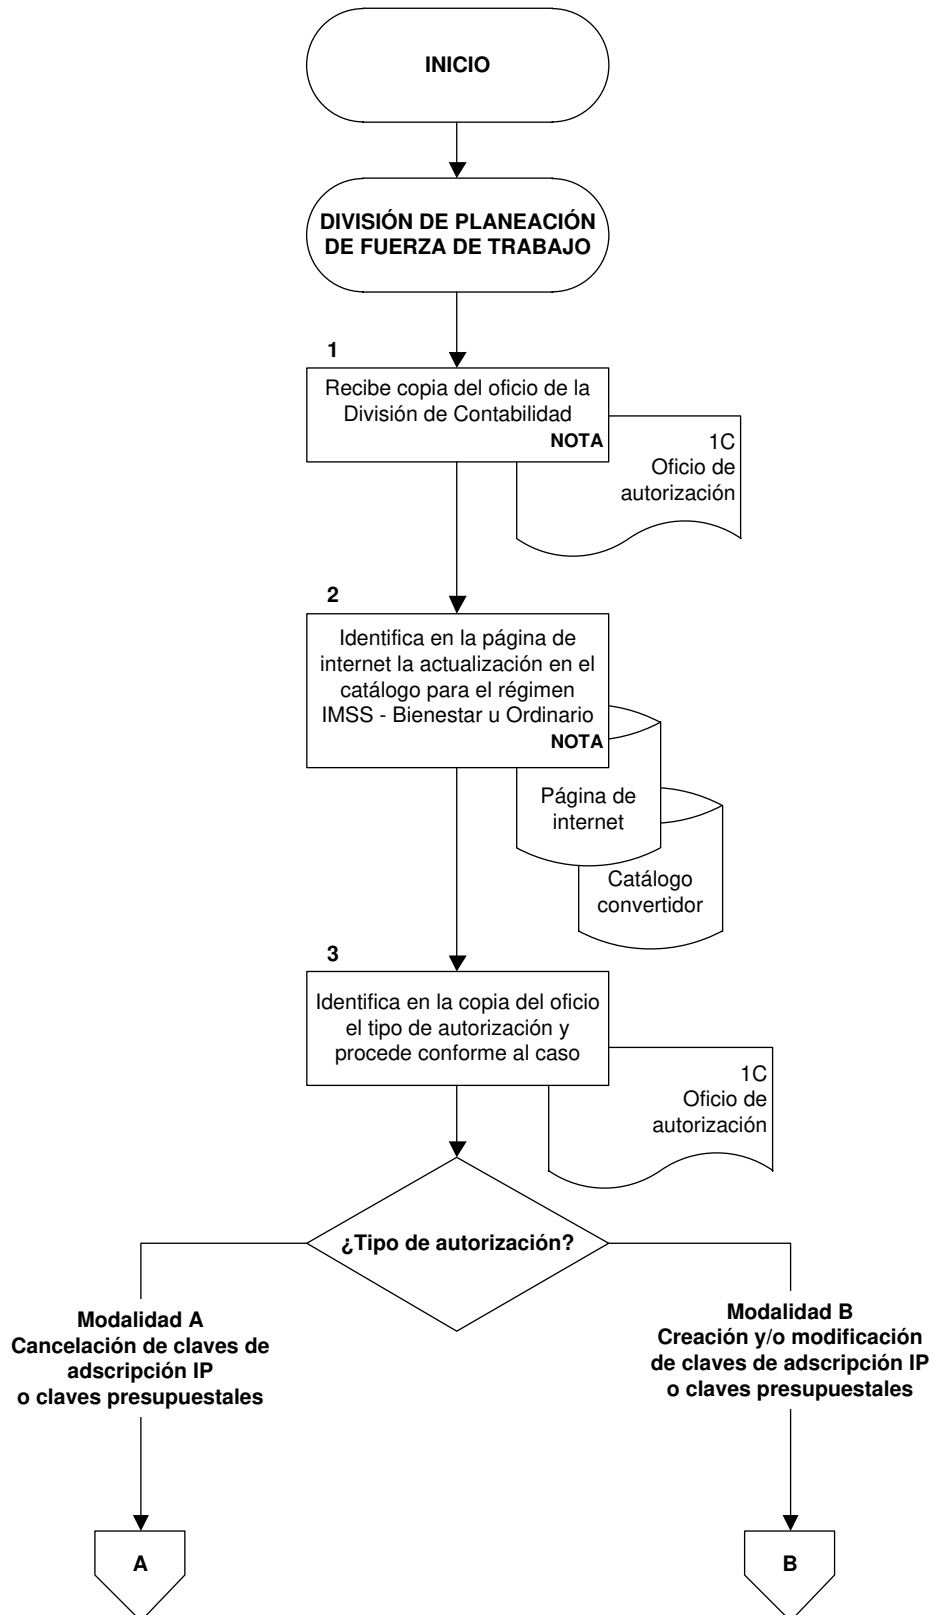 INICIO
DIVISIÓN DE PLANEACIÓN
DE FUERZA DE TRABAJO
1
Recibe copia del oficio de la
División de Contabilidad
NOTA
1C
Oficio de
autorización
2
Identifica en la página de
internet la actualización en el
catálogo para el régimen
IMSS - Bienestar u Ordinario
NOTA
Página de
internet
Catálogo
convertidor
3
Identifica en la copia del oficio
el tipo de autorización y
procede conforme al caso
1C
Oficio de
autorización
¿Tipo de autorización?
Modalidad A
Cancelación de claves de
adscripción IP
o claves presupuestales
Modalidad B
Creación y/o modificación
de claves de adscripción IP
o claves presupuestales
A
B